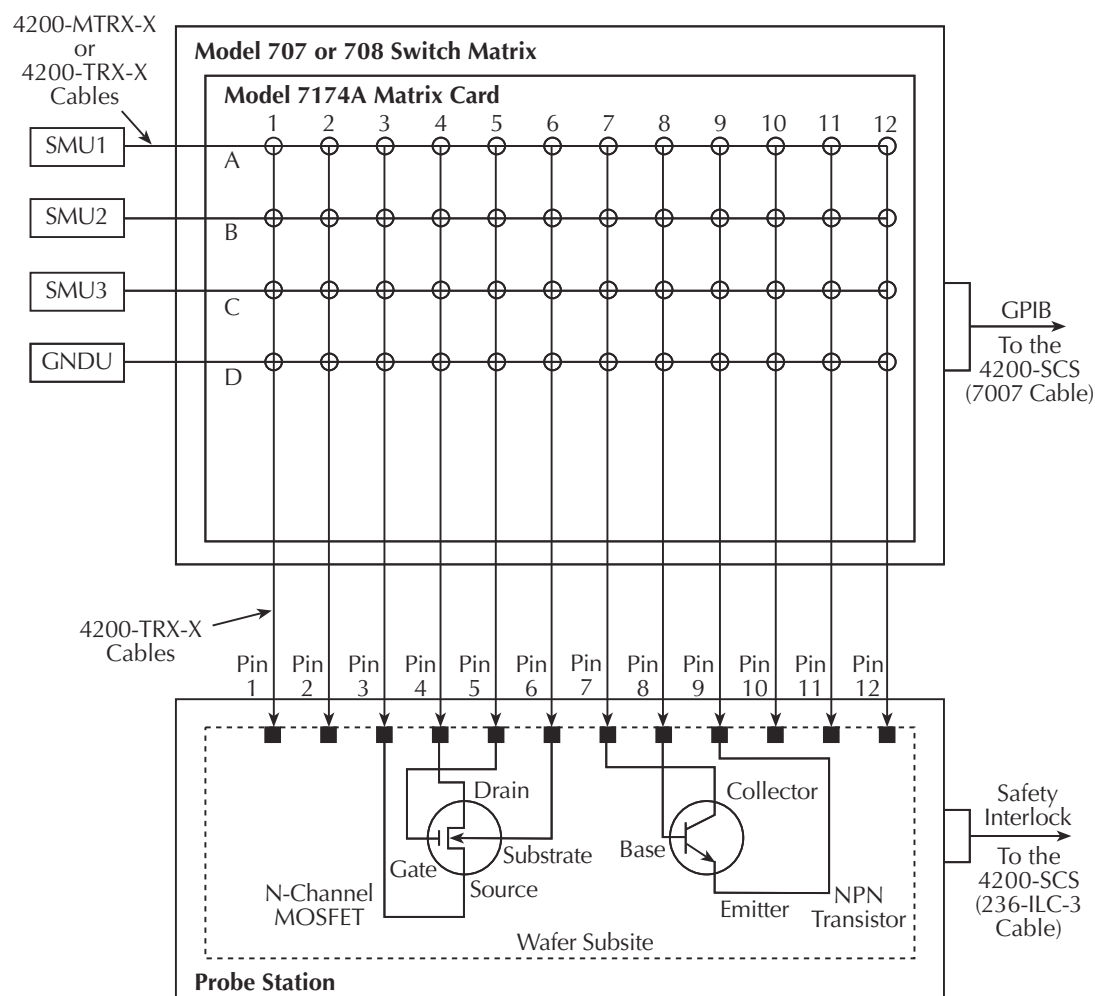 4200-MTRX-X
or
4200-TRX-X
Cables
Model 707 or 708 Switch Matrix
Model 7174A Matrix Card
1 2 3 4 5 6 7 8 9 10 11 12
SMU1
A
SMU2
B
SMU3
C
GNDU
D
GPIB
To the
4200-SCS
(7007 Cable)
4200-TRX-X
Cables
Pin Pin Pin Pin Pin Pin Pin Pin Pin Pin Pin Pin
1 2 3 4 5 6 7 8 9 10 11 12
Drain
Collector
Gate
Substrate
Source
Base
Emitter
N-Channel
MOSFET
NPN
Transistor
Wafer Subsite
Probe Station
Safety
Interlock
To the
4200-SCS
(236-ILC-3
Cable)